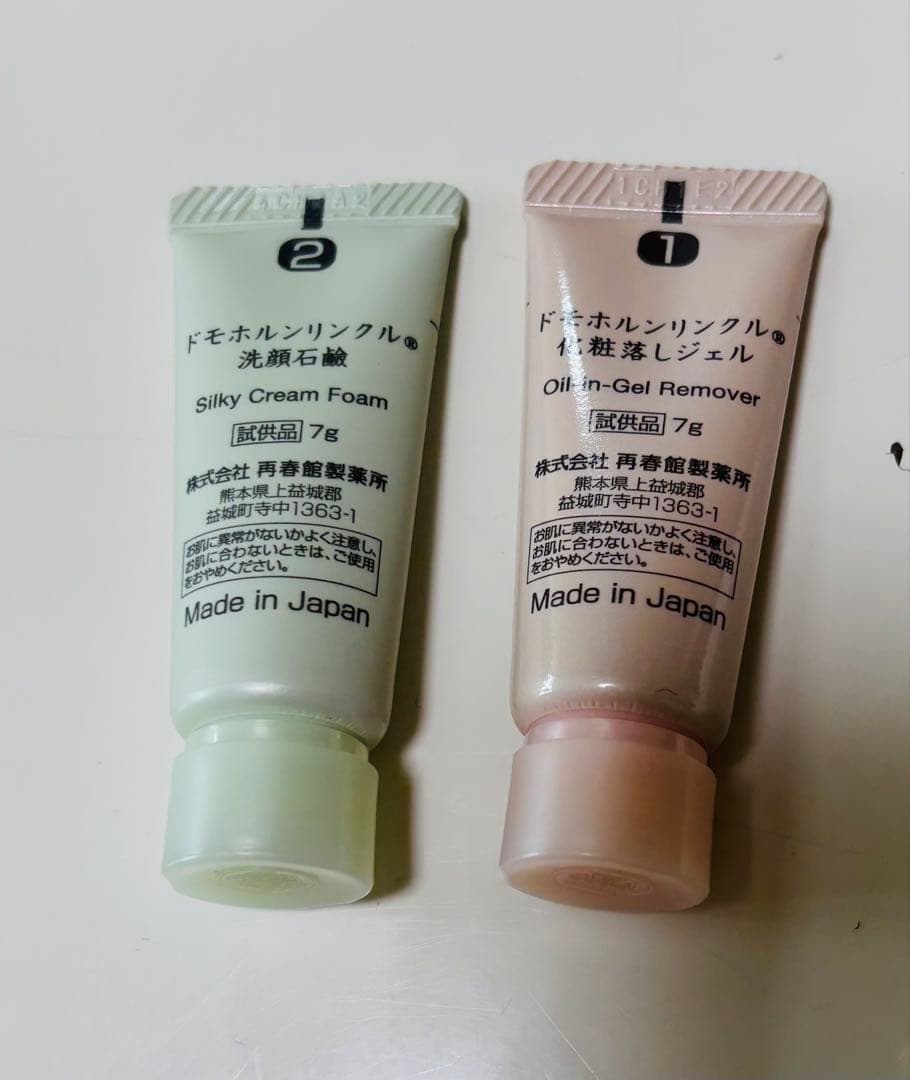 2
ドモホルンリンクル®
洗顔石鹸
Silky Cream Foam
試供品 7g
株式会社 再春館製薬所
熊本県上益城郡
益城町寺中1363-1
お肌に異常がないかよく注意し、
お肌に合わないときは、ご使用
をおやめください。
Made in Japan
1
ドモホルンリンクル®
化粧落しジェル
Oil-in-Gel Remover
試供品 7g
株式会社 再春館製薬所
熊本県上益城郡
益城町寺中1363-1
お肌に異常がないかよく注意し、
お肌に合わないときは、ご使用
をおやめください。
Made in Japan